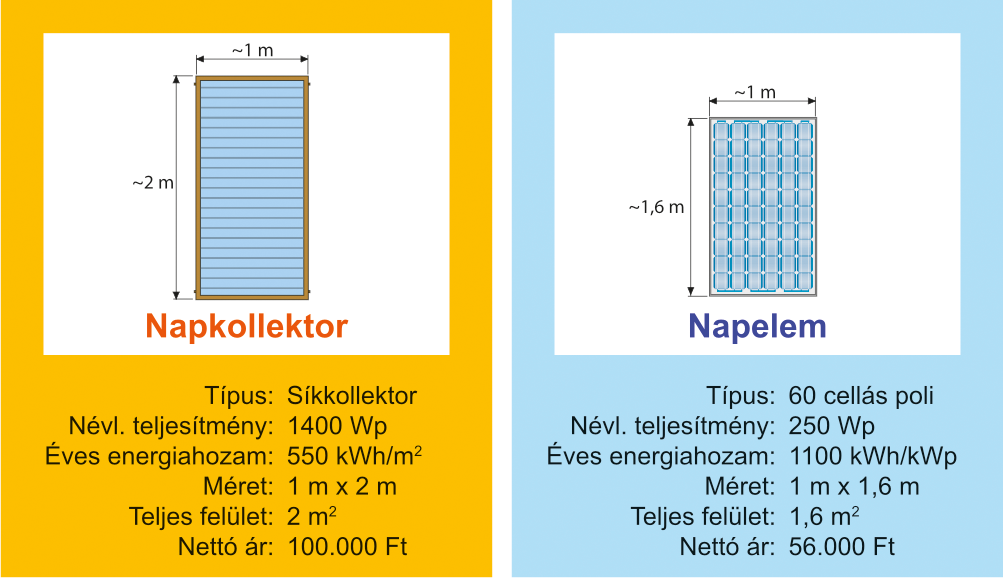 ~1 m
~2 m
Napkollektor
Típus: Síkkollektor
Névl. teljesítmény: 1400 Wp
Éves energiahozam: 550 kWh/m²
Méret: 1 m x 2 m
Teljes felület: 2 m²
Nettó ár: 100.000 Ft
~1 m
~1,6 m
Napelem
Típus: 60 cellás poli
Névl. teljesítmény: 250 Wp
Éves energiahozam: 1100 kWh/kWp
Méret: 1 m x 1,6 m
Teljes felület: 1,6 m²
Nettó ár: 56.000 Ft